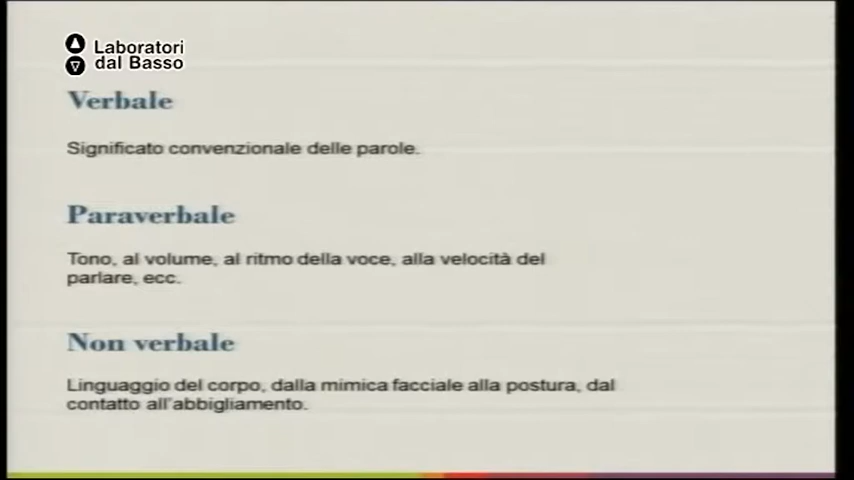 Laboratori
dal Basso
Verbale
Significato convenzionale delle parole.
Paraverbale
Tono, al volume, al ritmo della voce, alla velocità del
parlare, ecc.
Non verbale
Linguaggio del corpo, dalla mimica facciale alla postura, dal
contatto all'abbigliamento.